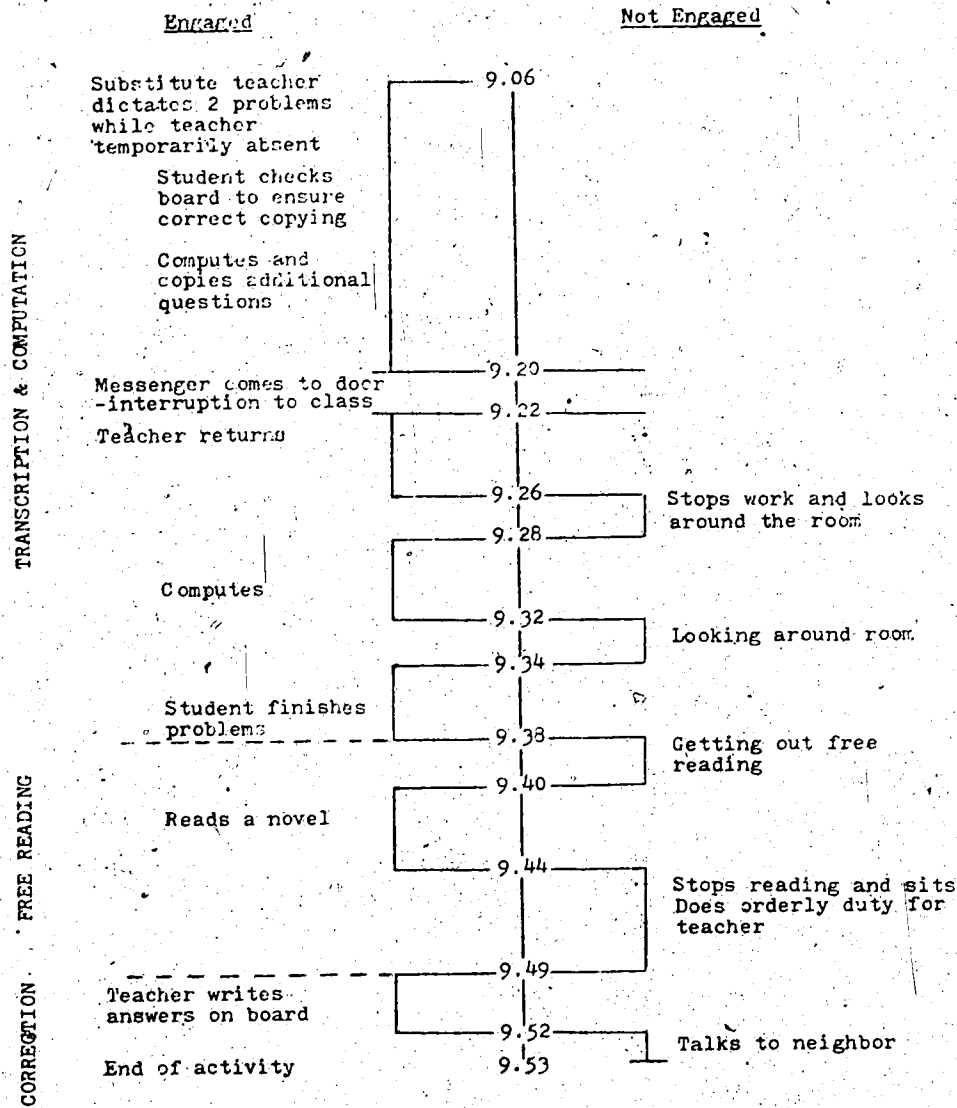 Engaged
Not Engaged
9.06
Substitute teacher
dictates 2 problems
while teacher
temporarily absent
Student checks
board to ensure
correct copying
Computes and
copies additional
questions
TRANSCRIPTION & COMPUTATION
9.20
Messenger comes to door
-interruption to class
9.22
Teacher returns
9.26
Stops work and looks
around the room
9.28
Computes
9.32
Looking around room
9.34
Student finishes
problems
9.38
Getting out free
reading
9.40
FREE READING
Reads a novel
9.44
Stops reading and sits
Does orderly duty for
teacher
9.49
CORRECTION
Teacher writes
answers on board
9.52
Talks to neighbor
End of activity
9.53